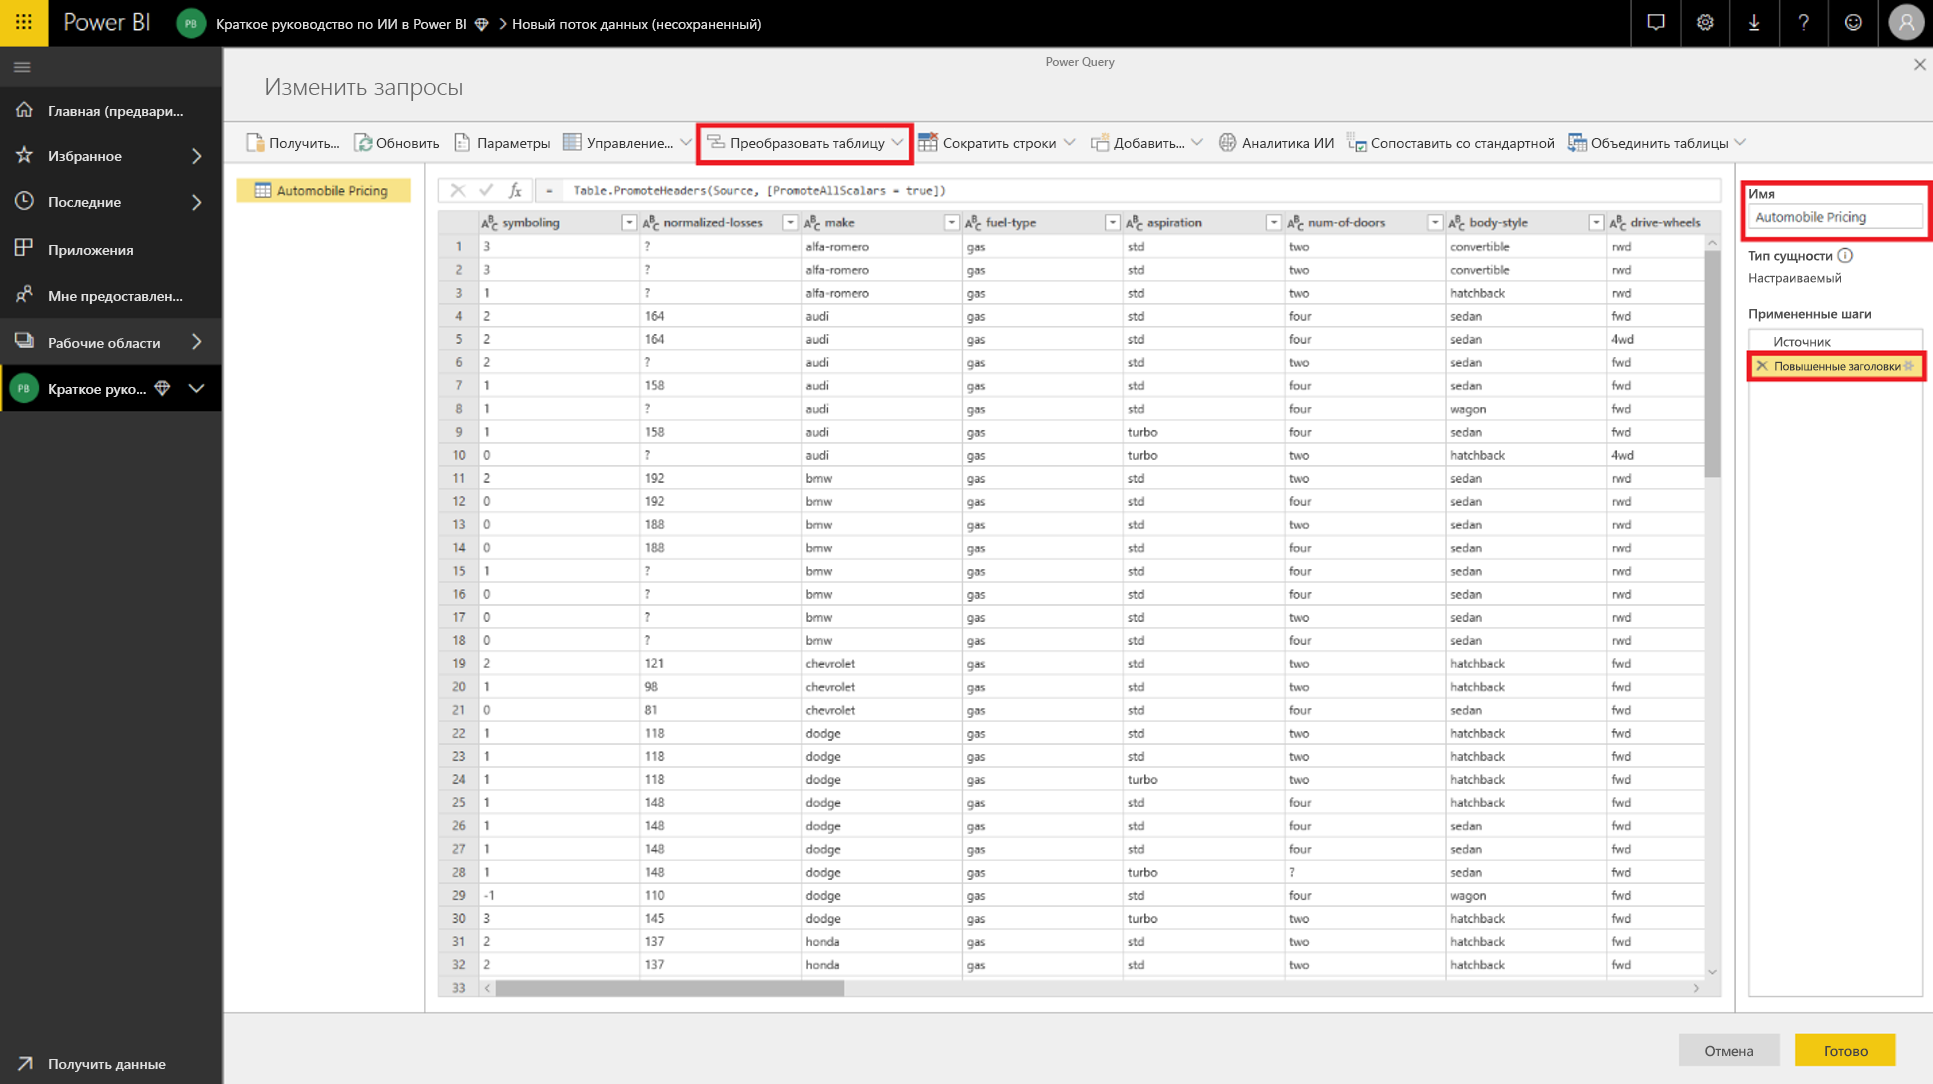 Power BI
PB
Краткое руководство по ИИ в Power BI
Новый поток данных (несохраненный)
Главная (предвари...
Избранное
Последние
Приложения
Мне предоставлен...
Рабочие области
PB
Краткое руко...
Получить данные
Power Query
Изменить запросы
Получить... Обновить Параметры Управление... Преобразовать таблицу Сократить строки Добавить... Аналитика ИИ Сопоставить со стандартной Объединить таблицы
Automobile Pricing
fx = Table.PromoteHeaders(Source, [PromoteAllScalars = true])
ABC symboling ABC normalized-losses ABC make ABC fuel-type ABC aspiration ABC num-of-doors ABC body-style ABC drive-wheels
1 3 ? alfa-romero gas std two convertible rwd
2 3 ? alfa-romero gas std two convertible rwd
3 1 ? alfa-romero gas std two hatchback rwd
4 2 164 audi gas std four sedan fwd
5 2 164 audi gas std four sedan 4wd
6 2 ? audi gas std two sedan fwd
7 1 158 audi gas std four sedan fwd
8 1 ? audi gas std four wagon fwd
9 1 158 audi gas turbo four sedan fwd
10 0 ? audi gas turbo two hatchback 4wd
11 2 192 bmw gas std two sedan rwd
12 0 192 bmw gas std four sedan rwd
13 0 188 bmw gas std two sedan rwd
14 0 188 bmw gas std four sedan rwd
15 1 ? bmw gas std four sedan rwd
16 0 ? bmw gas std four sedan rwd
17 0 ? bmw gas std two sedan rwd
18 0 ? bmw gas std four sedan rwd
19 2 121 chevrolet gas std two hatchback fwd
20 1 98 chevrolet gas std two hatchback fwd
21 0 81 chevrolet gas std four sedan fwd
22 1 118 dodge gas std two hatchback fwd
23 1 118 dodge gas std two hatchback fwd
24 1 118 dodge gas turbo two hatchback fwd
25 1 148 dodge gas std four hatchback fwd
26 1 148 dodge gas std four sedan fwd
27 1 148 dodge gas std four sedan fwd
28 1 148 dodge gas turbo ? sedan fwd
29 -1 110 dodge gas std four wagon fwd
30 3 145 dodge gas turbo two hatchback fwd
31 2 137 honda gas std two hatchback fwd
32 2 137 honda gas std two hatchback fwd
33
Имя
Automobile Pricing
Тип сущности
Настраиваемый
Примененные шаги
Источник
Повышенные заголовки
Отмена
Готово